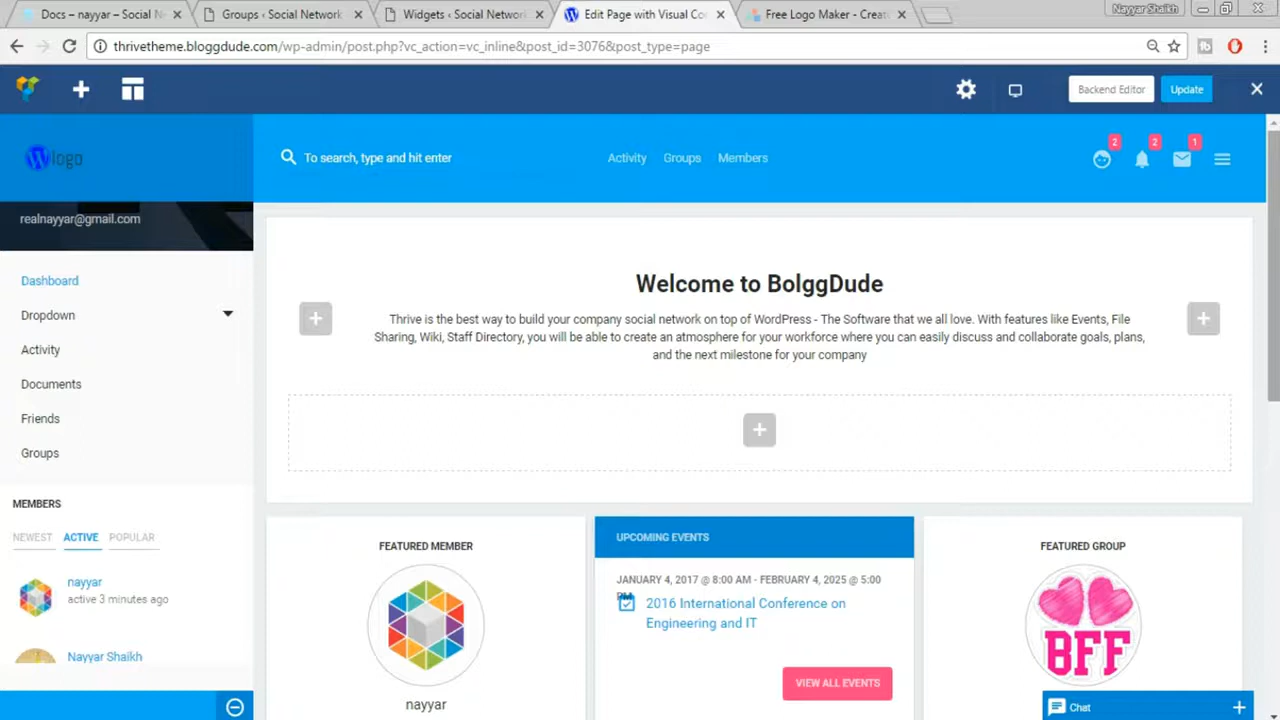 Docs – nayyar – Social N
Groups ‹ Social Network
Widgets ‹ Social Network
Edit Page with Visual Co
Free Logo Maker - Creat
Nayyar Shaikh
thrivetheme.bloggdude.com/wp-admin/post.php?vc_action=vc_inline&post_id=3076&post_type=page
Backend Editor
Update
logo
To search, type and hit enter
Activity
Groups
Members
2
2
1
realnayyar@gmail.com
Dashboard
Dropdown
Activity
Documents
Friends
Groups
MEMBERS
NEWEST ACTIVE POPULAR
nayyar
active 3 minutes ago
Nayyar Shaikh
Welcome to BolggDude
Thrive is the best way to build your company social network on top of WordPress - The Software that we all love. With features like Events, File
Sharing, Wiki, Staff Directory, you will be able to create an atmosphere for your workforce where you can easily discuss and collaborate goals, plans,
and the next milestone for your company
FEATURED MEMBER
nayyar
UPCOMING EVENTS
JANUARY 4, 2017 @ 8:00 AM - FEBRUARY 4, 2025 @ 5:00
2016 International Conference on
Engineering and IT
VIEW ALL EVENTS
FEATURED GROUP
BFF
Chat